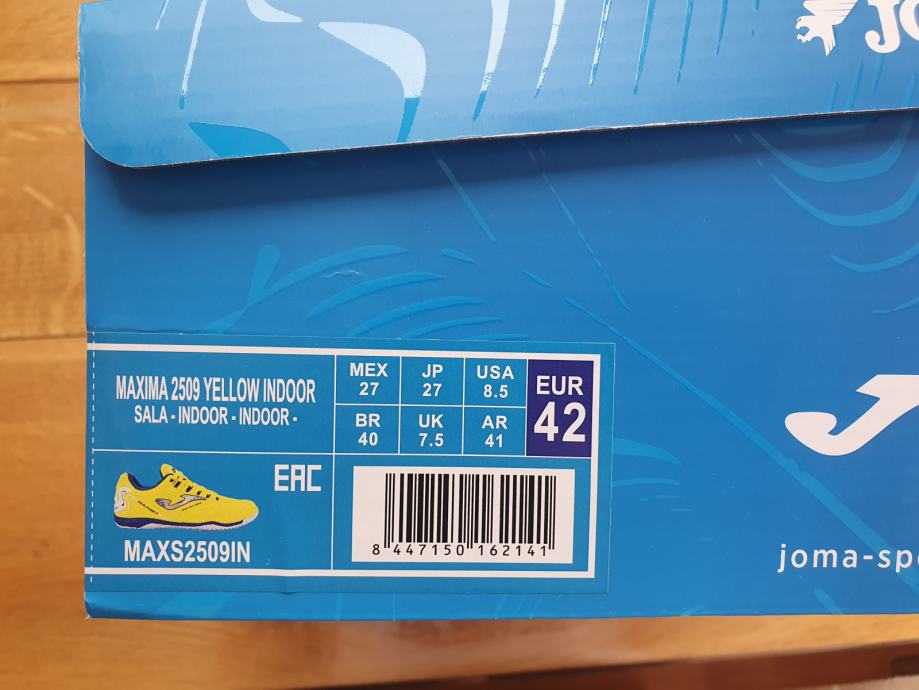 JO
MAXIMA 2509 YELLOW INDOOR
SALA - INDOOR - INDOOR -
MEX
27
JP
27
USA
8.5
EUR
42
BR
40
UK
7.5
AR
41
EAC
MAXS2509IN
8 447150 162141
J
joma-sp